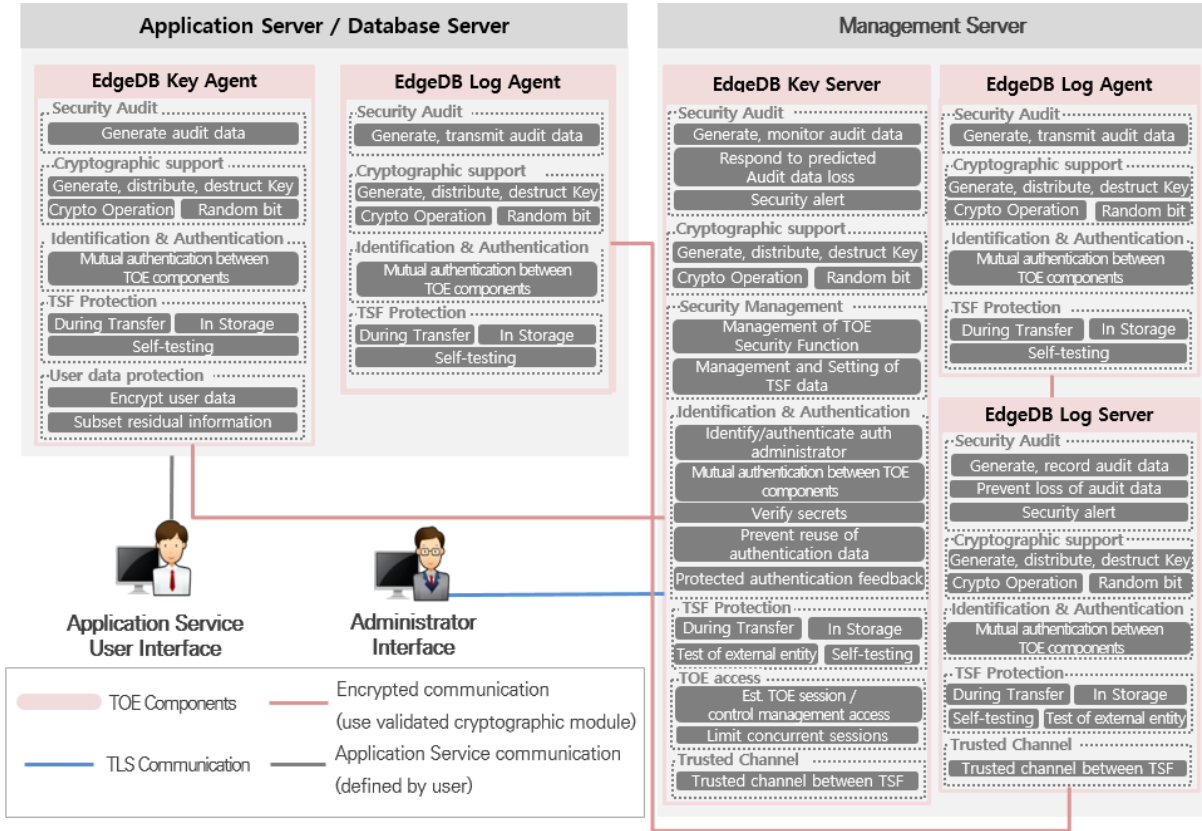 Application Server / Database Server
EdgeDB Key Agent
Security Audit
Generate audit data
Cryptographic support
Generate, distribute, destruct Key
Crypto Operation
Random bit
Identification & Authentication
Mutual authentication between
TOE components
TSF Protection
During Transfer
In Storage
Self-testing
User data protection
Encrypt user data
Subset residual information
EdgeDB Log Agent
Security Audit
Generate, transmit audit data
Cryptographic support
Generate, distribute, destruct Key
Crypto Operation
Random bit
Identification & Authentication
Mutual authentication between
TOE components
TSF Protection
During Transfer
In Storage
Self-testing
Management Server
EdgeDB Key Server
Security Audit
Generate, monitor audit data
Respond to predicted
Audit data loss
Security alert
Cryptographic support
Generate, distribute, destruct Key
Crypto Operation
Random bit
Security Management
Management of TOE
Security Function
Management and Setting of
TSF data
Identification & Authentication
Identify/authenticate auth
administrator
Mutual authentication between TOE
components
Verify secrets
Prevent reuse of
authentication data
Protected authentication feedback
TSF Protection
During Transfer
In Storage
Test of external entity
Self-testing
TOE access
Est. TOE session /
control management access
Limit concurrent sessions
Trusted Channel
Trusted channel between TSF
EdgeDB Log Agent
Security Audit
Generate, transmit audit data
Cryptographic support
Generate, distribute, destruct Key
Crypto Operation
Random bit
Identification & Authentication
Mutual authentication between
TOE components
TSF Protection
During Transfer
In Storage
Self-testing
EdgeDB Log Server
Security Audit
Generate, record audit data
Prevent loss of audit data
Security alert
Cryptographic support
Generate, distribute, destruct Key
Crypto Operation
Random bit
Identification & Authentication
Mutual authentication between
TOE components
TSF Protection
During Transfer
In Storage
Self-testing
Test of external entity
Trusted Channel
Trusted channel between TSF
Application Service
User Interface
Administrator
Interface
TOE Components
Encrypted communication
(use validated cryptographic module)
TLS Communication
Application Service communication
(defined by user)